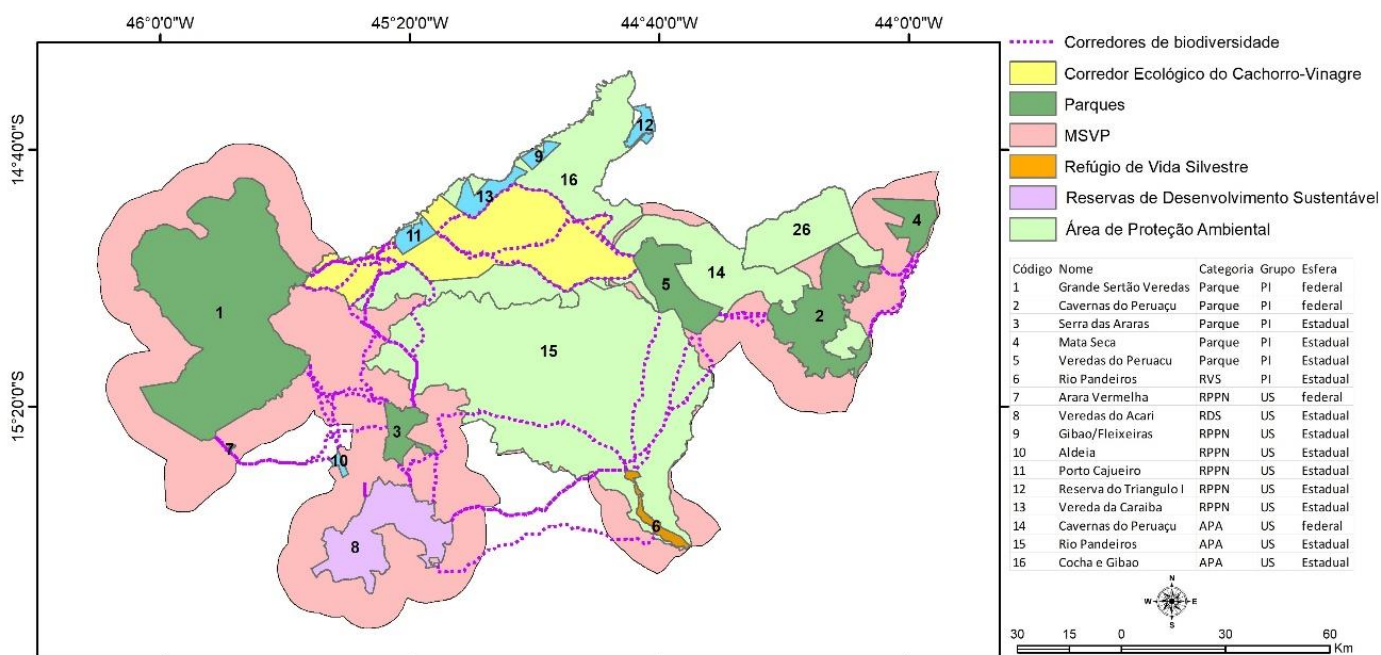 46°0'0"W 45°20'0"W 44°40'0"W 44°0'0"W
14°40'0"S
15°20'0"S
12
9
16
13
11
26
4
14
5
1
2
15
3
7
10
6
8
Corredores de biodiversidade
Corredor Ecológico do Cachorro-Vinagre
Parques
MSVP
Refúgio de Vida Silvestre
Reservas de Desenvolvimento Sustentável
Área de Proteção Ambiental
Código Nome Categoria Grupo Esfera
1 Grande Sertão Veredas Parque PI federal
2 Cavernas do Peruaçu Parque PI federal
3 Serra das Araras Parque PI Estadual
4 Mata Seca Parque PI Estadual
5 Veredas do Peruacu Parque PI Estadual
6 Rio Pandeiros RVS PI Estadual
7 Arara Vermelha RPPN US federal
8 Veredas do Acari RDS US Estadual
9 Gibao/Fleixeiras RPPN US Estadual
10 Aldeia RPPN US Estadual
11 Porto Cajueiro RPPN US Estadual
12 Reserva do Triangulo I RPPN US Estadual
13 Vereda da Caraiba RPPN US Estadual
14 Cavernas do Peruaçu APA US federal
15 Rio Pandeiros APA US Estadual
16 Cocha e Gibao APA US Estadual
N
W E
S
30 15 0 30 60
Km